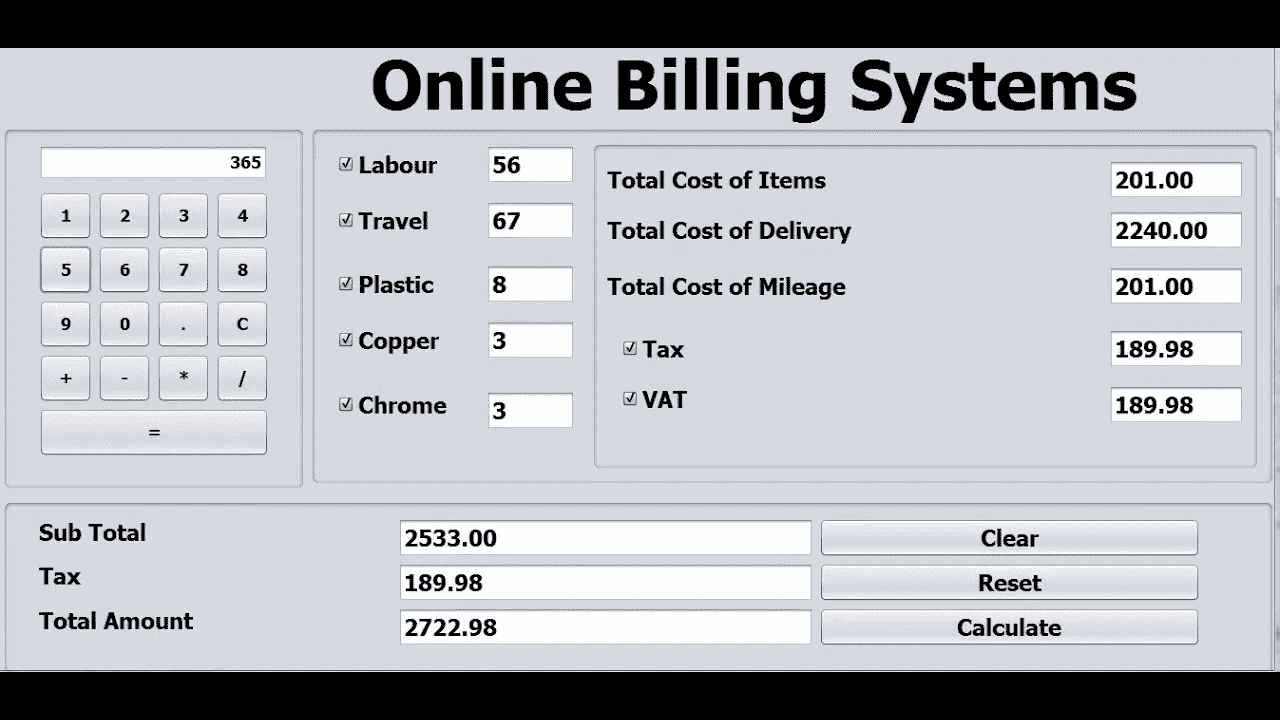 Online Billing Systems
365
1 2 3 4
5 6 7 8
9 0 . C
+ - * /
=
Labour 56
Travel 67
Plastic 8
Copper 3
Chrome 3
Total Cost of Items 201.00
Total Cost of Delivery 2240.00
Total Cost of Mileage 201.00
Tax 189.98
VAT 189.98
Sub Total 2533.00 Clear
Tax 189.98 Reset
Total Amount 2722.98 Calculate